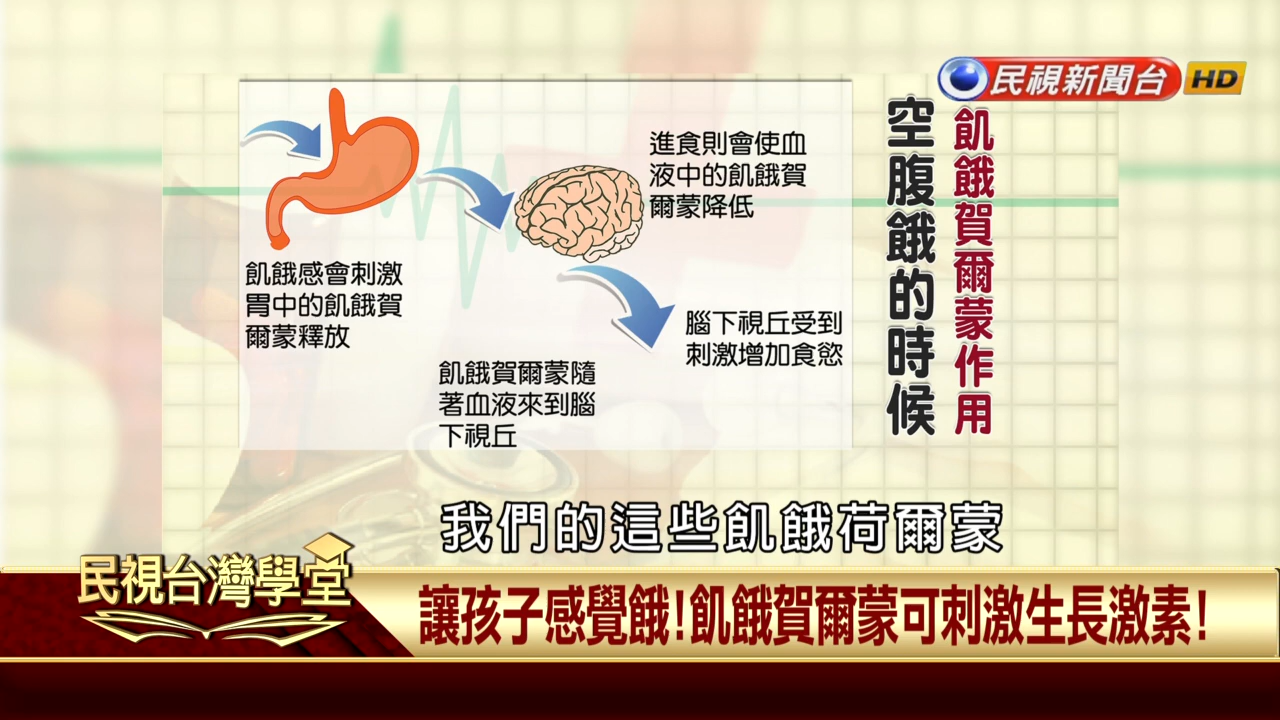 民視新聞台 HD
飢餓賀爾蒙作用
空腹餓的時候
進食則會使血
液中的飢餓賀
爾蒙降低
飢餓感會刺激
胃中的飢餓賀
爾蒙釋放
腦下視丘受到
刺激增加食慾
飢餓賀爾蒙隨
著血液來到腦
下視丘
我們的這些飢餓荷爾蒙
民視台灣學堂
讓孩子感覺餓!飢餓賀爾蒙可刺激生長激素!